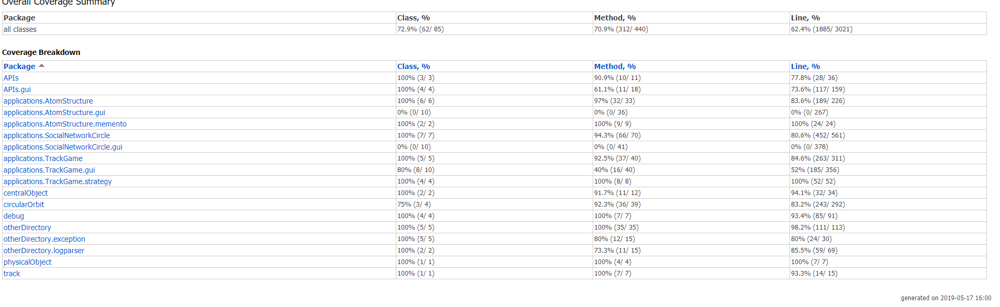 Overall Coverage Summary
Package Class, % Method, % Line, %
all classes 72.9% (62/ 85) 70.9% (312/ 440) 62.4% (1885/ 3021)
Coverage Breakdown
Package Class, % Method, % Line, %
APIs 100% (3/ 3) 90.9% (10/ 11) 77.8% (28/ 36)
APIs.gui 100% (4/ 4) 61.1% (11/ 18) 73.6% (117/ 159)
applications.AtomStructure 100% (6/ 6) 97% (32/ 33) 83.6% (189/ 226)
applications.AtomStructure.gui 0% (0/ 10) 0% (0/ 36) 0% (0/ 267)
applications.AtomStructure.memento 100% (2/ 2) 100% (9/ 9) 100% (24/ 24)
applications.SocialNetworkCircle 100% (7/ 7) 94.3% (66/ 70) 80.6% (452/ 561)
applications.SocialNetworkCircle.gui 0% (0/ 10) 0% (0/ 41) 0% (0/ 378)
applications.TrackGame 100% (5/ 5) 92.5% (37/ 40) 84.6% (263/ 311)
applications.TrackGame.gui 80% (8/ 10) 40% (16/ 40) 52% (185/ 356)
applications.TrackGame.strategy 100% (4/ 4) 100% (8/ 8) 100% (52/ 52)
centralObject 100% (2/ 2) 91.7% (11/ 12) 94.1% (32/ 34)
circularOrbit 75% (3/ 4) 92.3% (36/ 39) 83.2% (243/ 292)
debug 100% (4/ 4) 100% (7/ 7) 93.4% (85/ 91)
otherDirectory 100% (5/ 5) 100% (35/ 35) 98.2% (111/ 113)
otherDirectory.exception 100% (5/ 5) 80% (12/ 15) 80% (24/ 30)
otherDirectory.logparser 100% (2/ 2) 73.3% (11/ 15) 85.5% (59/ 69)
physicalObject 100% (1/ 1) 100% (4/ 4) 100% (7/ 7)
track 100% (1/ 1) 100% (7/ 7) 93.3% (14/ 15)
generated on 2019-05-17 16:00